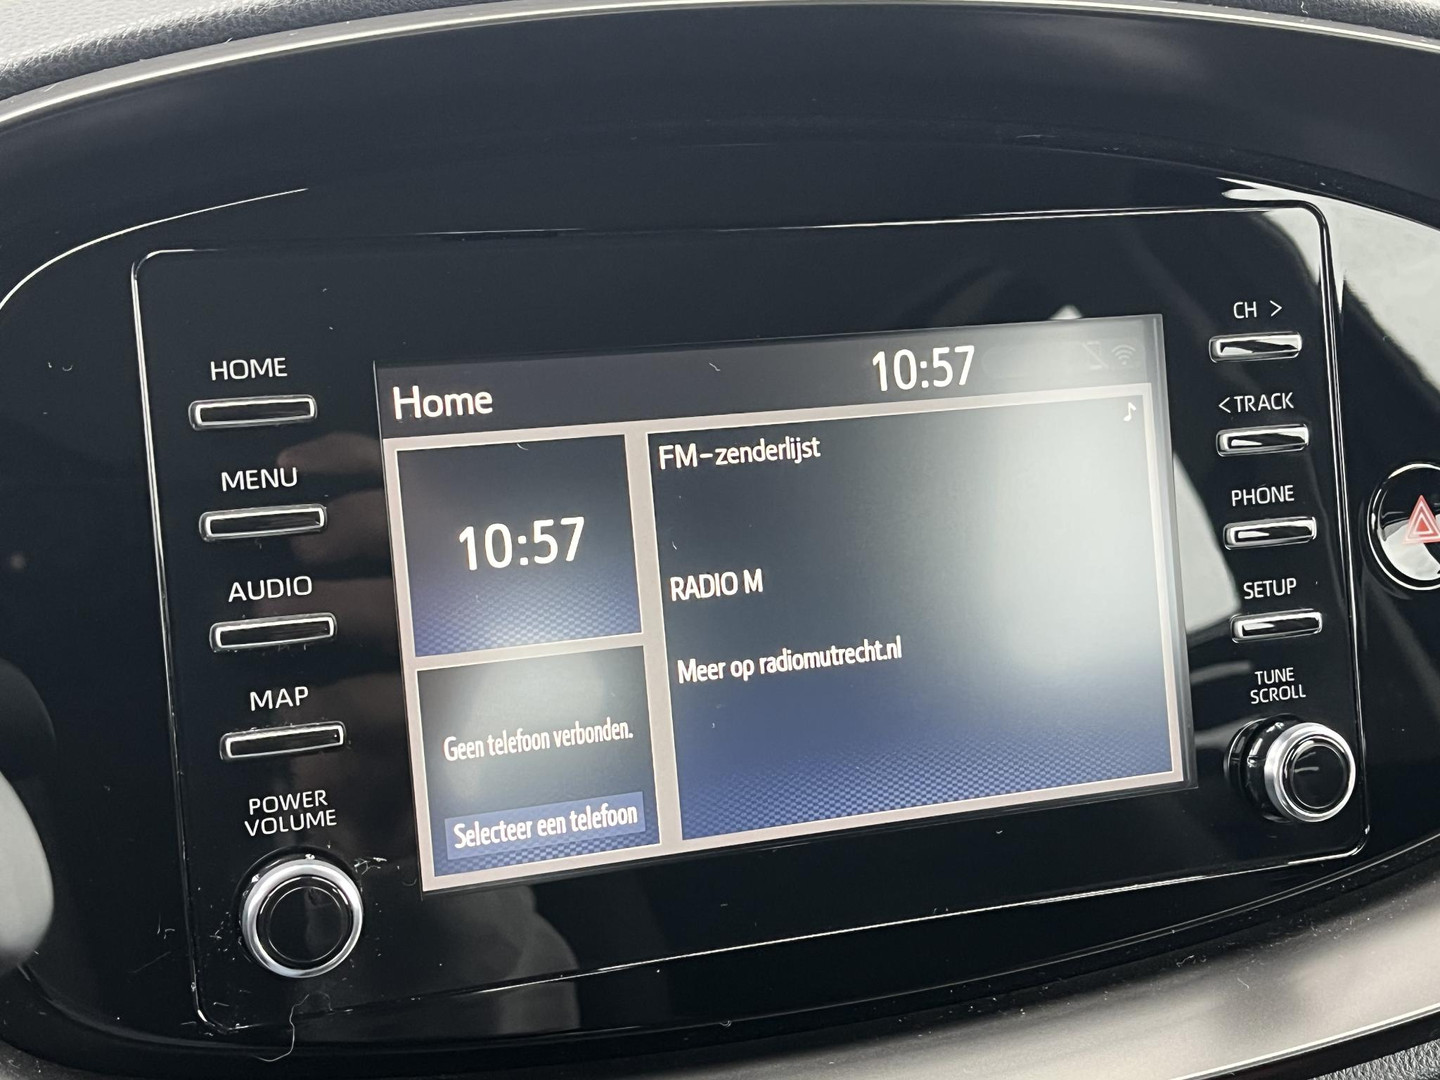 HOME
MENU
AUDIO
MAP
POWER
VOLUME
Home
10:57
10:57
Geen telefoon verbonden.
Selecteer een telefoon
FM-zenderlijst
RADIO M
Meer op radiomutrecht.nl
CH >
<TRACK
PHONE
SETUP
TUNE
SCROLL